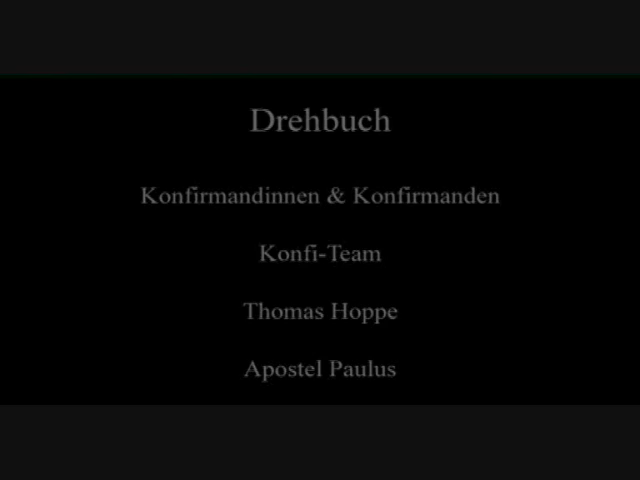 Drehbuch
Konfirmandinnen & Konfirmanden
Konfi-Team
Thomas Hoppe
Apostel Paulus